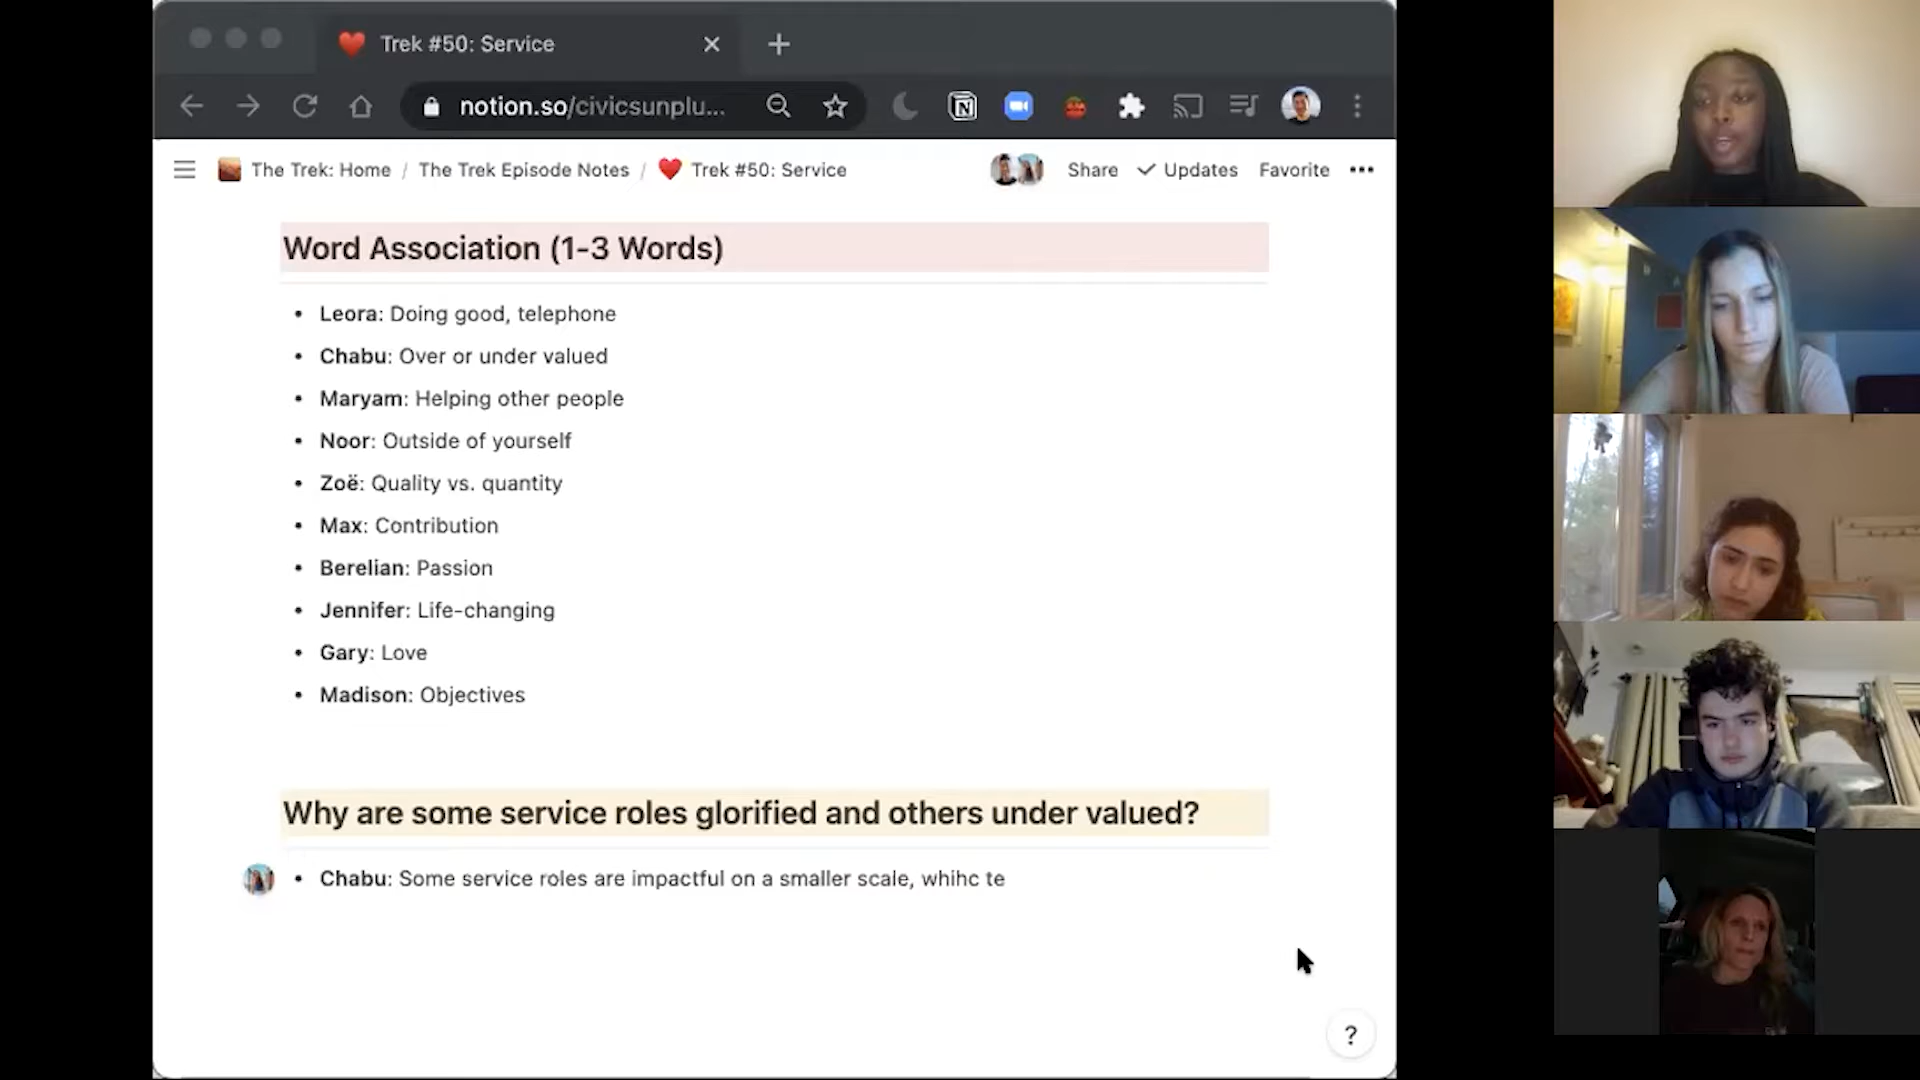 Trek #50: Service
notion.so/civicsunplu...
The Trek: Home / The Trek Episode Notes / Trek #50: Service
Share Updates Favorite
Word Association (1-3 Words)
• Leora: Doing good, telephone
• Chabu: Over or under valued
• Maryam: Helping other people
• Noor: Outside of yourself
• Zoë: Quality vs. quantity
• Max: Contribution
• Berelian: Passion
• Jennifer: Life-changing
• Gary: Love
• Madison: Objectives
Why are some service roles glorified and others under valued?
• Chabu: Some service roles are impactful on a smaller scale, whihc te
?